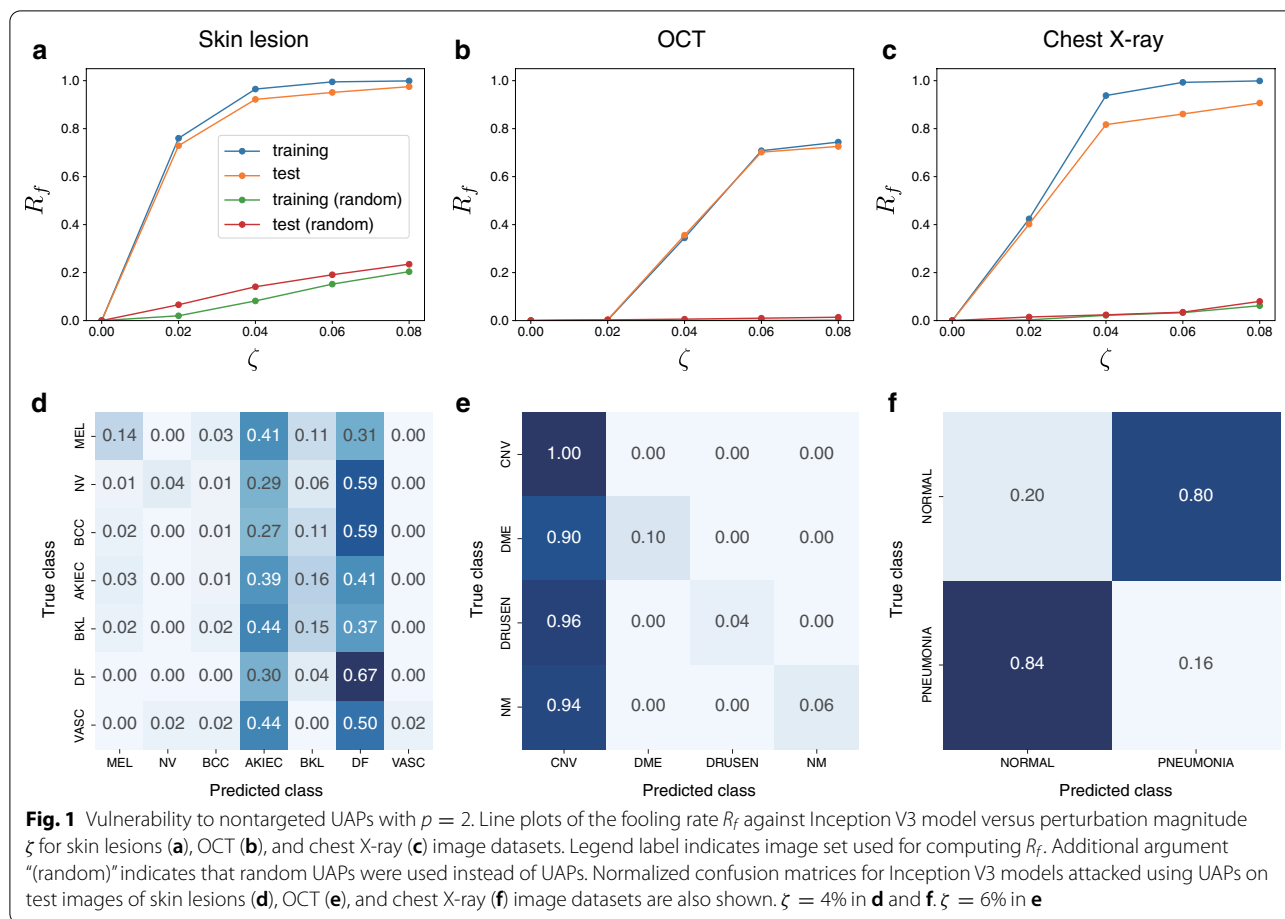 a Skin lesion
1.0
0.8
0.6
0.4
0.2
0.0
R_f
training
test
training (random)
test (random)
0.00 0.02 0.04 0.06 0.08
ζ
b OCT
1.0
0.8
0.6
0.4
0.2
0.0
R_f
0.00 0.02 0.04 0.06 0.08
ζ
c Chest X-ray
1.0
0.8
0.6
0.4
0.2
0.0
R_f
0.00 0.02 0.04 0.06 0.08
ζ
d
True class
MEL 0.14 0.00 0.03 0.41 0.11 0.31 0.00
NV 0.01 0.04 0.01 0.29 0.06 0.59 0.00
BCC 0.02 0.00 0.01 0.27 0.11 0.59 0.00
AKIEC 0.03 0.00 0.01 0.39 0.16 0.41 0.00
BKL 0.02 0.00 0.02 0.44 0.15 0.37 0.00
DF 0.00 0.00 0.00 0.30 0.04 0.67 0.00
VASC 0.00 0.02 0.02 0.44 0.00 0.50 0.02
MEL NV BCC AKIEC BKL DF VASC
Predicted class
e
True class
CNV 1.00 0.00 0.00 0.00
DME 0.90 0.10 0.00 0.00
DRUSEN 0.96 0.00 0.04 0.00
NM 0.94 0.00 0.00 0.06
CNV DME DRUSEN NM
Predicted class
f
True class
NORMAL 0.20 0.80
PNEUMONIA 0.84 0.16
NORMAL PNEUMONIA
Predicted class
Fig. 1 Vulnerability to nontargeted UAPs with p = 2. Line plots of the fooling rate R_f against Inception V3 model versus perturbation magnitude
ζ for skin lesions (a), OCT (b), and chest X-ray (c) image datasets. Legend label indicates image set used for computing R_f. Additional argument
"(random)" indicates that random UAPs were used instead of UAPs. Normalized confusion matrices for Inception V3 models attacked using UAPs on
test images of skin lesions (d), OCT (e), and chest X-ray (f) image datasets are also shown. ζ = 4% in d and f. ζ = 6% in e